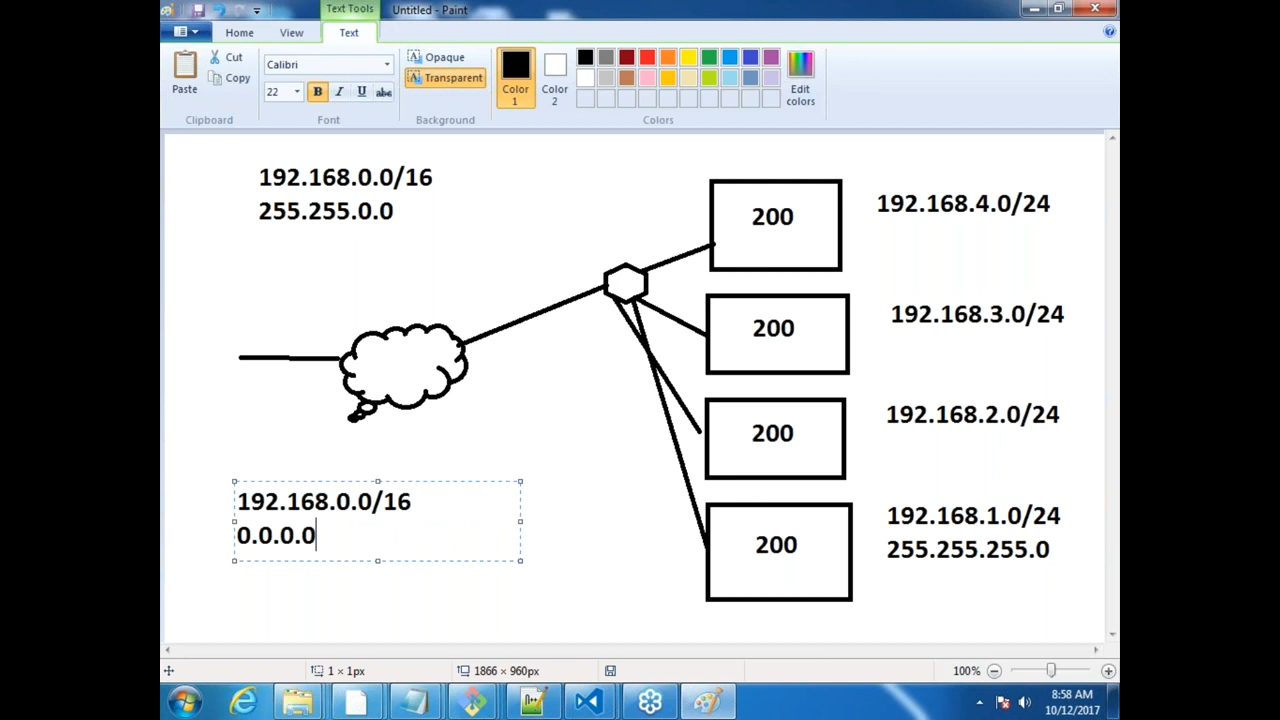 Text Tools
Untitled - Paint
Home
View
Text
Paste
Cut
Copy
Clipboard
Calibri
22
B
I
U
abc
Font
Opaque
Transparent
Background
Color
1
Color
2
Edit
colors
Colors
192.168.0.0/16
255.255.0.0
200
192.168.4.0/24
200
192.168.3.0/24
200
192.168.2.0/24
200
192.168.1.0/24
255.255.255.0
192.168.0.0/16
0.0.0.0
1 × 1px
1866 × 960px
100%
8:58 AM
10/12/2017